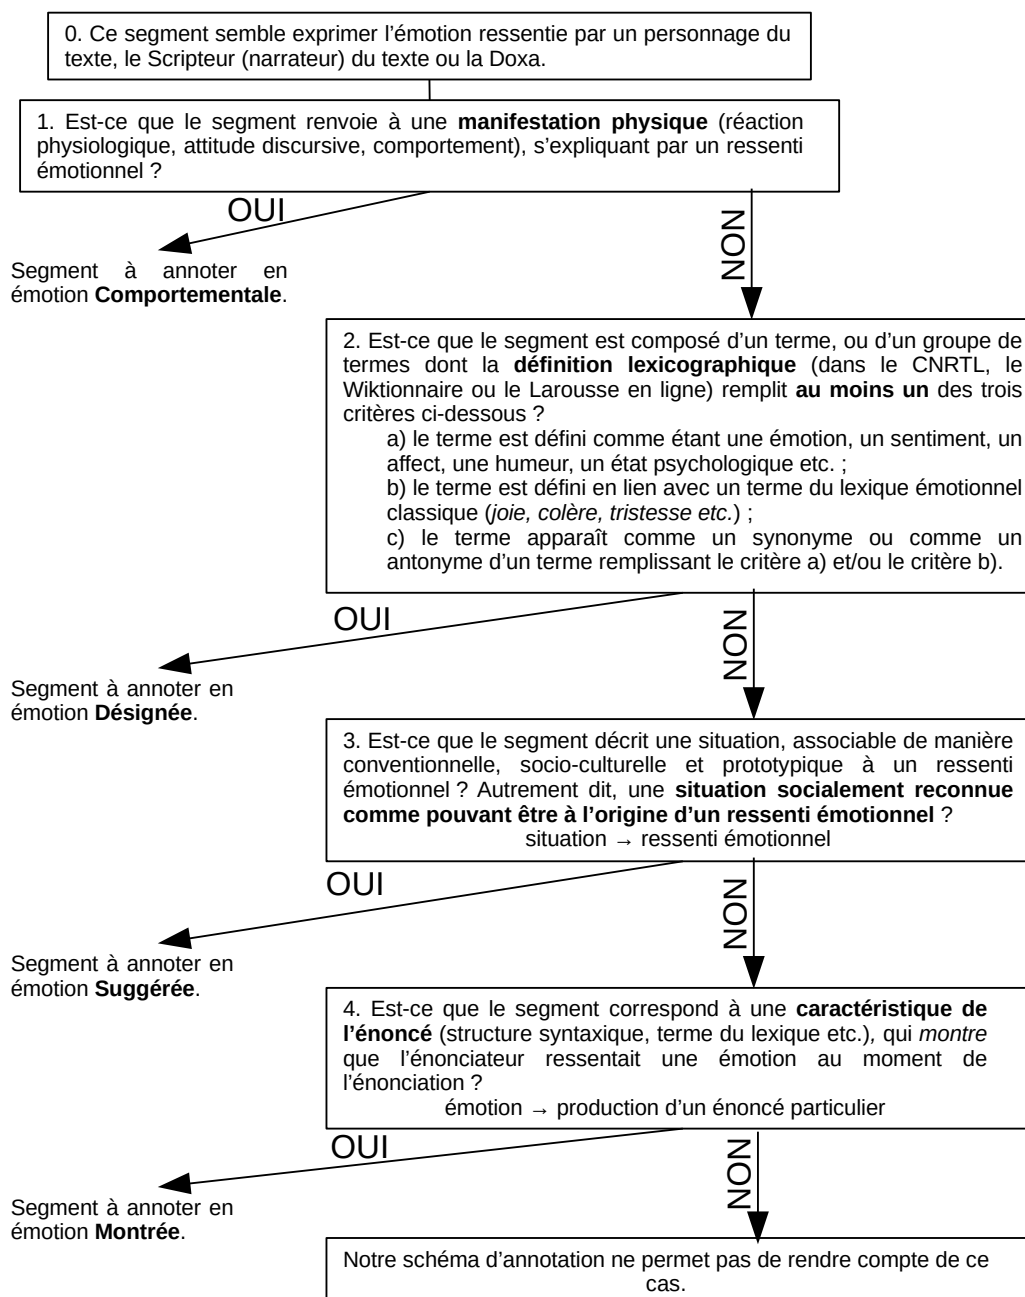 0. Ce segment semble exprimer l’émotion ressentie par un personnage du
texte, le Scripteur (narrateur) du texte ou la Doxa.
1. Est-ce que le segment renvoie à une manifestation physique (réaction
physiologique, attitude discursive, comportement), s’expliquant par un ressenti
émotionnel ?
OUI
NON
Segment à annoter en
émotion Comportementale.
2. Est-ce que le segment est composé d’un terme, ou d’un groupe de
termes dont la définition lexicographique (dans le CNRTL, le
Wiktionnaire ou le Larousse en ligne) remplit au moins un des trois
critères ci-dessous ?
a) le terme est défini comme étant une émotion, un sentiment, un
affect, une humeur, un état psychologique etc. ;
b) le terme est défini en lien avec un terme du lexique émotionnel
classique (joie, colère, tristesse etc.) ;
c) le terme apparaît comme un synonyme ou comme un
antonyme d’un terme remplissant le critère a) et/ou le critère b).
OUI
NON
Segment à annoter en
émotion Désignée.
3. Est-ce que le segment décrit une situation, associable de manière
conventionnelle, socio-culturelle et prototypique à un ressenti
émotionnel ? Autrement dit, une situation socialement reconnue
comme pouvant être à l’origine d’un ressenti émotionnel ?
situation → ressenti émotionnel
OUI
NON
Segment à annoter en
émotion Suggérée.
4. Est-ce que le segment correspond à une caractéristique de
l’énoncé (structure syntaxique, terme du lexique etc.), qui montre
que l’énonciateur ressentait une émotion au moment de
l’énonciation ?
émotion → production d’un énoncé particulier
OUI
NON
Segment à annoter en
émotion Montrée.
Notre schéma d’annotation ne permet pas de rendre compte de ce
cas.